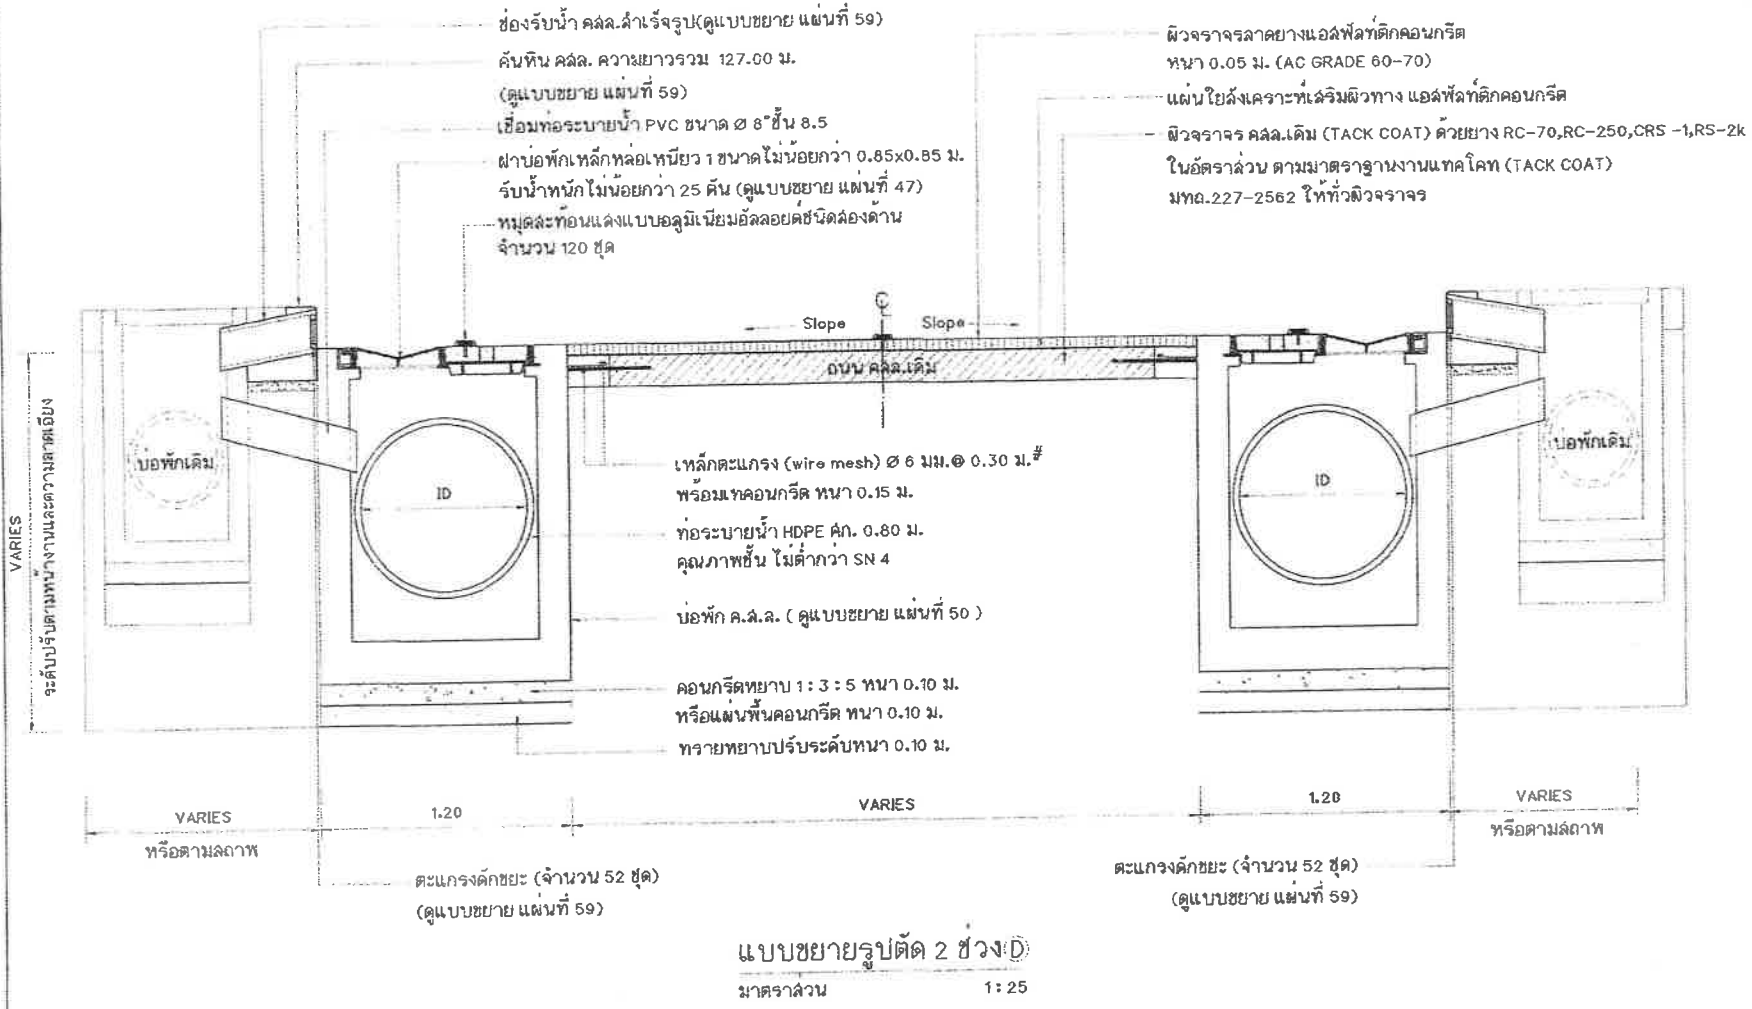 ช่องรับน้ำ คสล.สำเร็จรูป(ดูแบบขยาย แผ่นที่ 59)
คันหิน คสล. ความยาวรวม 127.00 ม.
(ดูแบบขยาย แผ่นที่ 59)
เชื่อมท่อระบายน้ำ PVC ขนาด Ø 8"ชั้น 8.5
ฝาบ่อพักเหล็กหล่อเหนียว 1 ขนาดไม่น้อยกว่า 0.85x0.85 ม.
รับน้ำหนักไม่น้อยกว่า 25 ตัน (ดูแบบขยาย แผ่นที่ 47)
หมุดสะท้อนแสงแบบอลูมิเนียมอัลลอยด์ชนิดสองด้าน
จำนวน 120 ชุด
ผิวจราจรลาดยางแอสฟัลท์ติกคอนกรีต
หนา 0.05 ม. (AC GRADE 60-70)
แผ่นใยสังเคราะห์เสริมผิวทาง แอสฟัลท์ติกคอนกรีต
ผิวจราจร คสล.เดิม (TACK COAT) ด้วยยาง RC-70,RC-250,CRS -1,RS-2k
ในอัตราส่วน ตามมาตราฐานงานแทคโคท (TACK COAT)
มทถ.227-2562 ให้ทั่วผิวจราจร
Slope
Slope
ถนน คสล.เดิม
บ่อพักเดิม
บ่อพักเดิม
ID
ID
VARIES
ระดับปรับตามหน้างานและความลาดเอียง
เหล็กตะแกรง (wire mesh) Ø 6 มม.@ 0.30 ม.#
พร้อมเทคอนกรีต หนา 0.15 ม.
ท่อระบายน้ำ HDPE ศก. 0.80 ม.
คุณภาพชั้น ไม่ต่ำกว่า SN 4
บ่อพัก ค.ส.ล. ( ดูแบบขยาย แผ่นที่ 50 )
คอนกรีตหยาบ 1 : 3 : 5 หนา 0.10 ม.
หรือแผ่นพื้นคอนกรีต หนา 0.10 ม.
ทรายหยาบปรับระดับหนา 0.10 ม.
VARIES
หรือตามสภาพ
1.20
VARIES
1.20
VARIES
หรือตามสภาพ
ตะแกรงดักขยะ (จำนวน 52 ชุด)
(ดูแบบขยาย แผ่นที่ 59)
ตะแกรงดักขยะ (จำนวน 52 ชุด)
(ดูแบบขยาย แผ่นที่ 59)
แบบขยายรูปตัด 2 ช่วง D
มาตราส่วน 1:25